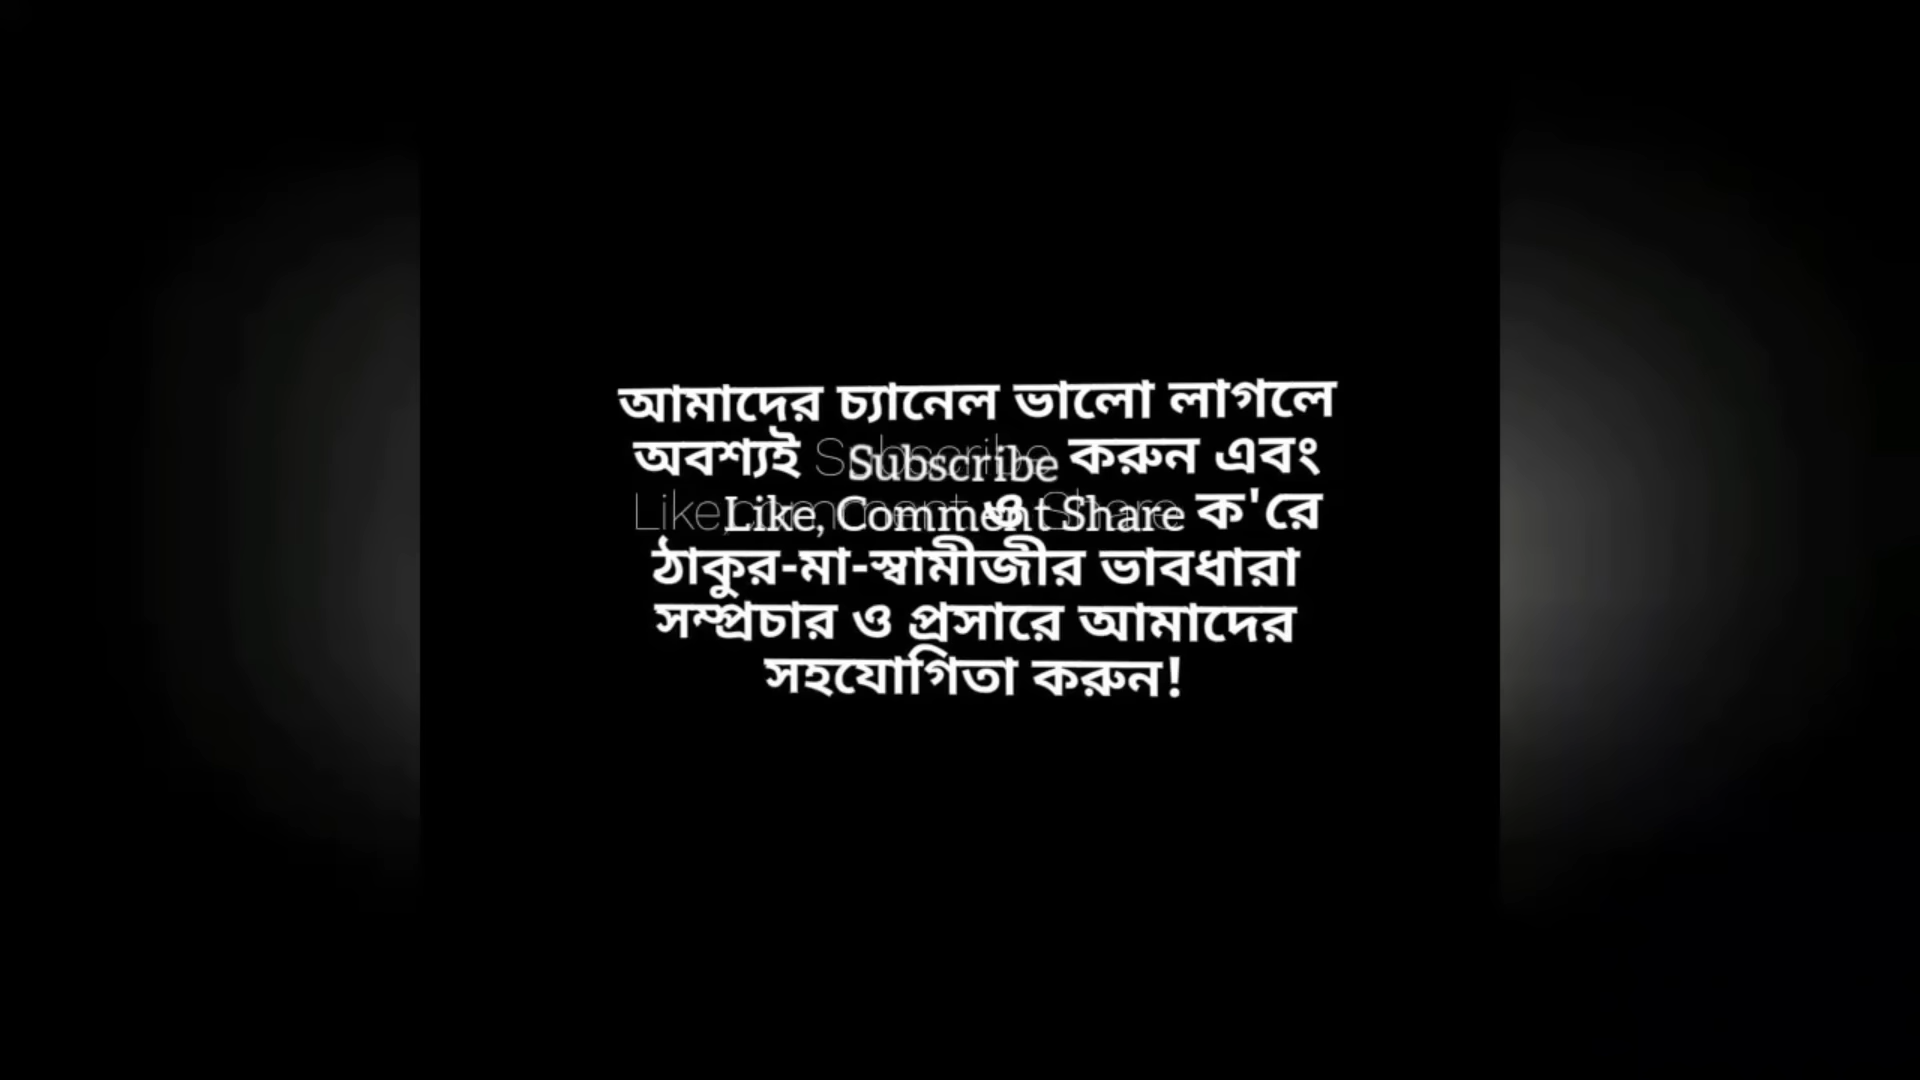 আমাদের চ্যানেল ভালো লাগলে
অবশ্যই Subscribe করুন এবং
Like, Comment ও Share ক'রে
ঠাকুর-মা-স্বামীজীর ভাবধারা
সম্প্রচার ও প্রসারে আমাদের
সহযোগিতা করুন!